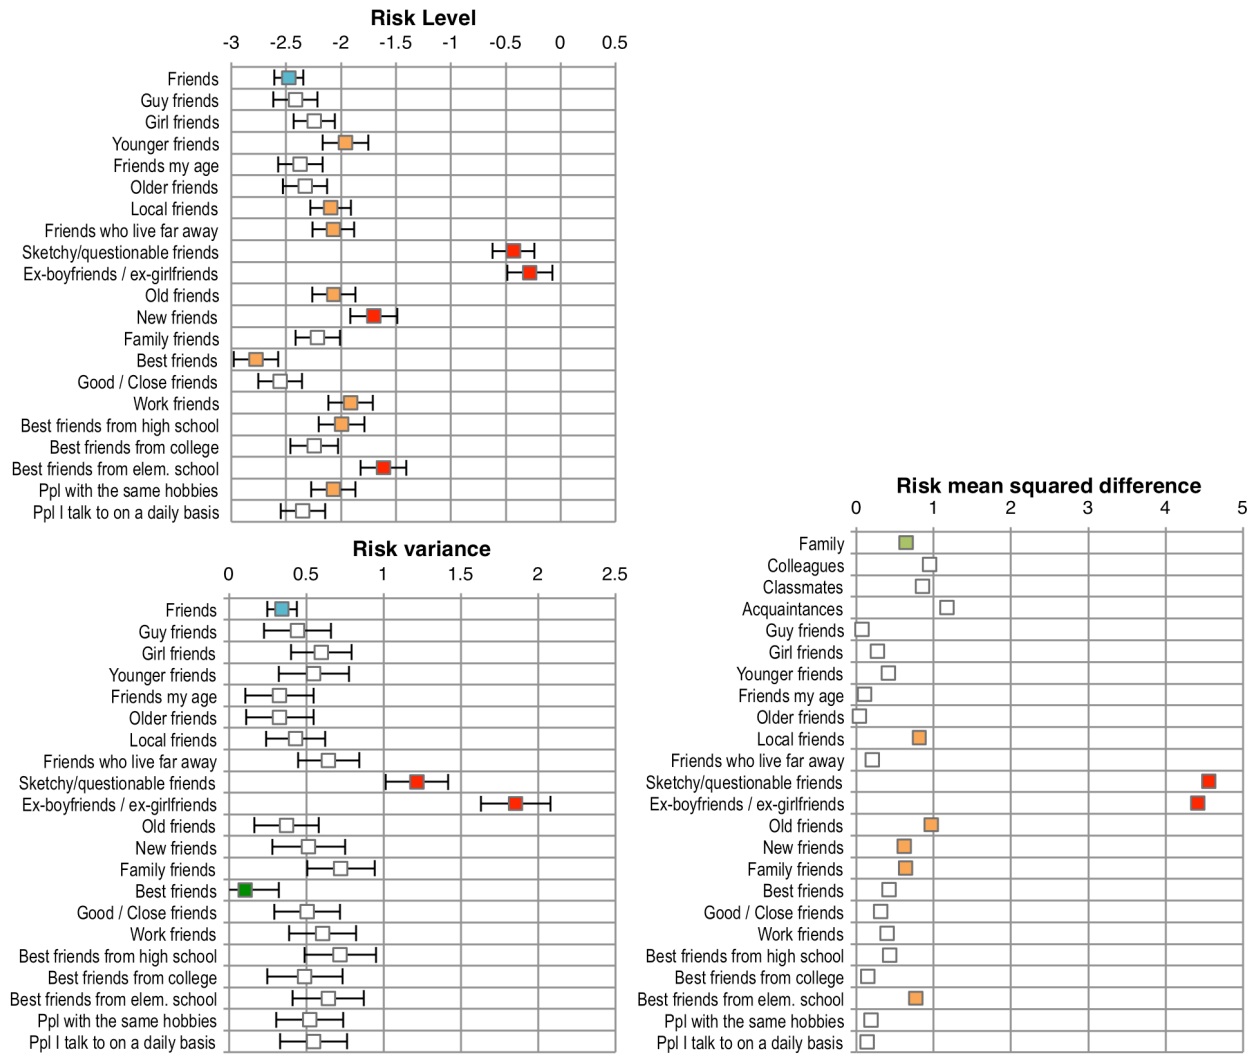 Risk Level
-3 -2.5 -2 -1.5 -1 -0.5 0 0.5
Friends
Guy friends
Girl friends
Younger friends
Friends my age
Older friends
Local friends
Friends who live far away
Sketchy/questionable friends
Ex-boyfriends / ex-girlfriends
Old friends
New friends
Family friends
Best friends
Good / Close friends
Work friends
Best friends from high school
Best friends from college
Best friends from elem. school
Ppl with the same hobbies
Ppl I talk to on a daily basis
Risk variance
0 0.5 1 1.5 2 2.5
Friends
Guy friends
Girl friends
Younger friends
Friends my age
Older friends
Local friends
Friends who live far away
Sketchy/questionable friends
Ex-boyfriends / ex-girlfriends
Old friends
New friends
Family friends
Best friends
Good / Close friends
Work friends
Best friends from high school
Best friends from college
Best friends from elem. school
Ppl with the same hobbies
Ppl I talk to on a daily basis
Risk mean squared difference
0 1 2 3 4 5
Family
Colleagues
Classmates
Acquaintances
Guy friends
Girl friends
Younger friends
Friends my age
Older friends
Local friends
Friends who live far away
Sketchy/questionable friends
Ex-boyfriends / ex-girlfriends
Old friends
New friends
Family friends
Best friends
Good / Close friends
Work friends
Best friends from high school
Best friends from college
Best friends from elem. school
Ppl with the same hobbies
Ppl I talk to on a daily basis